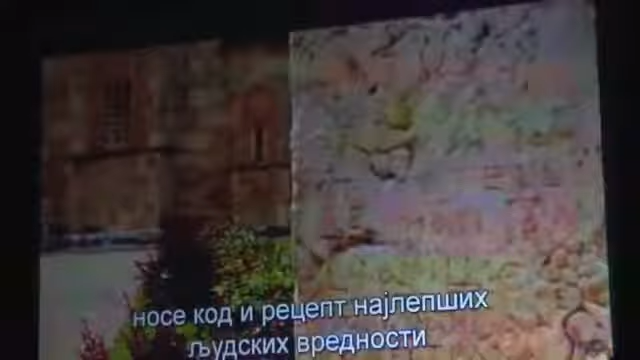 носе код и рецепт најлепших
људских вредности